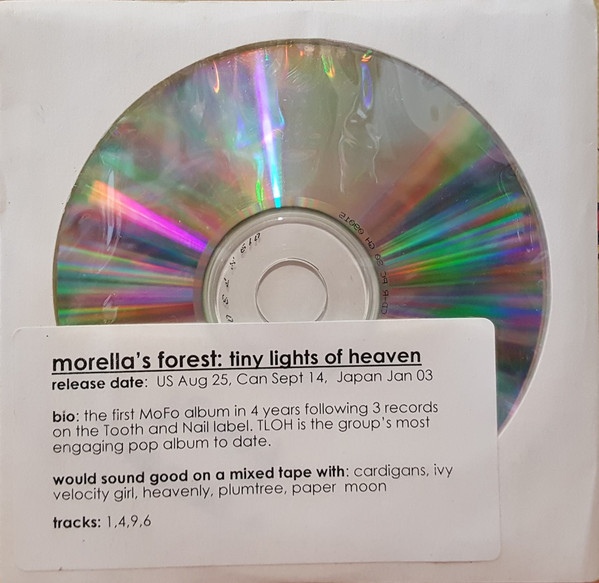 morella's forest: tiny lights of heaven
release date: US Aug 25, Can Sept 14, Japan Jan 03
bio: the first MoFo album in 4 years following 3 records
on the Tooth and Nail label. TLOH is the group's most
engaging pop album to date.
would sound good on a mixed tape with: cardigans, ivy
velocity girl, heavenly, plumtree, paper moon
tracks: 1,4,9,6